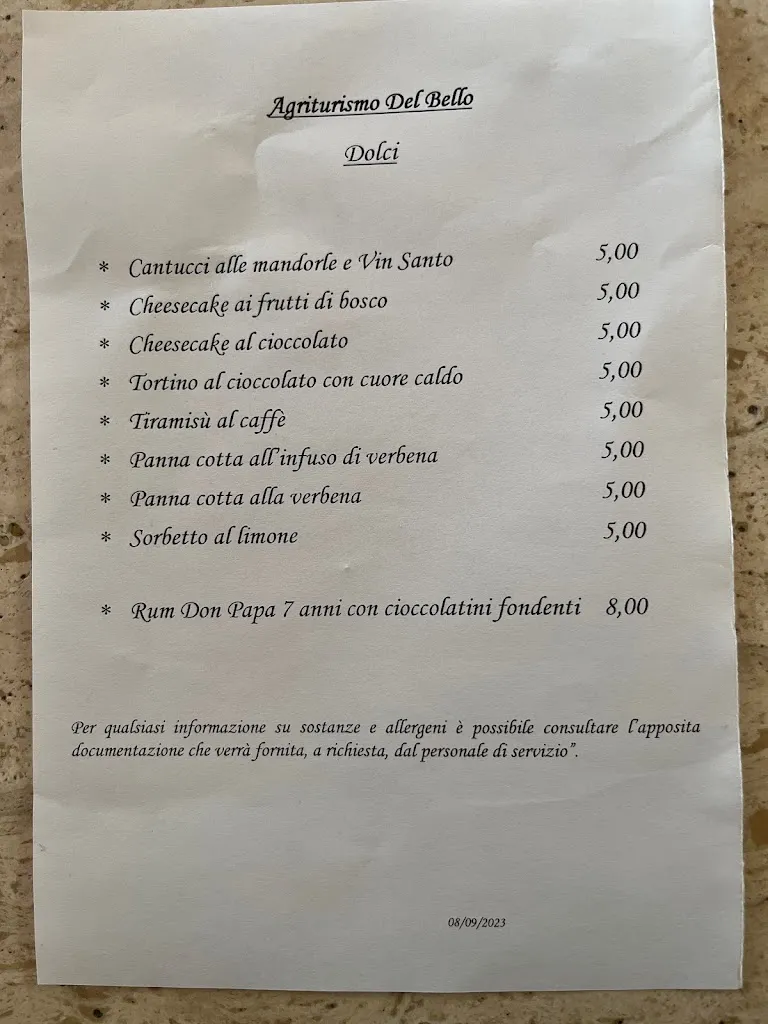 Agriturismo Del Bello
Dolci
* Cantucci alle mandorle e Vin Santo 5,00
* Cheesecake ai frutti di bosco 5,00
* Cheesecake al cioccolato 5,00
* Tortino al cioccolato con cuore caldo 5,00
* Tiramisù al caffè 5,00
* Panna cotta all'infuso di verbena 5,00
* Panna cotta alla verbena 5,00
* Sorbetto al limone 5,00
* Rum Don Papa 7 anni con cioccolatini fondenti 8,00
Per qualsiasi informazione su sostanze e allergeni è possibile consultare l'apposita
documentazione che verrà fornita, a richiesta, dal personale di servizio".
08/09/2023